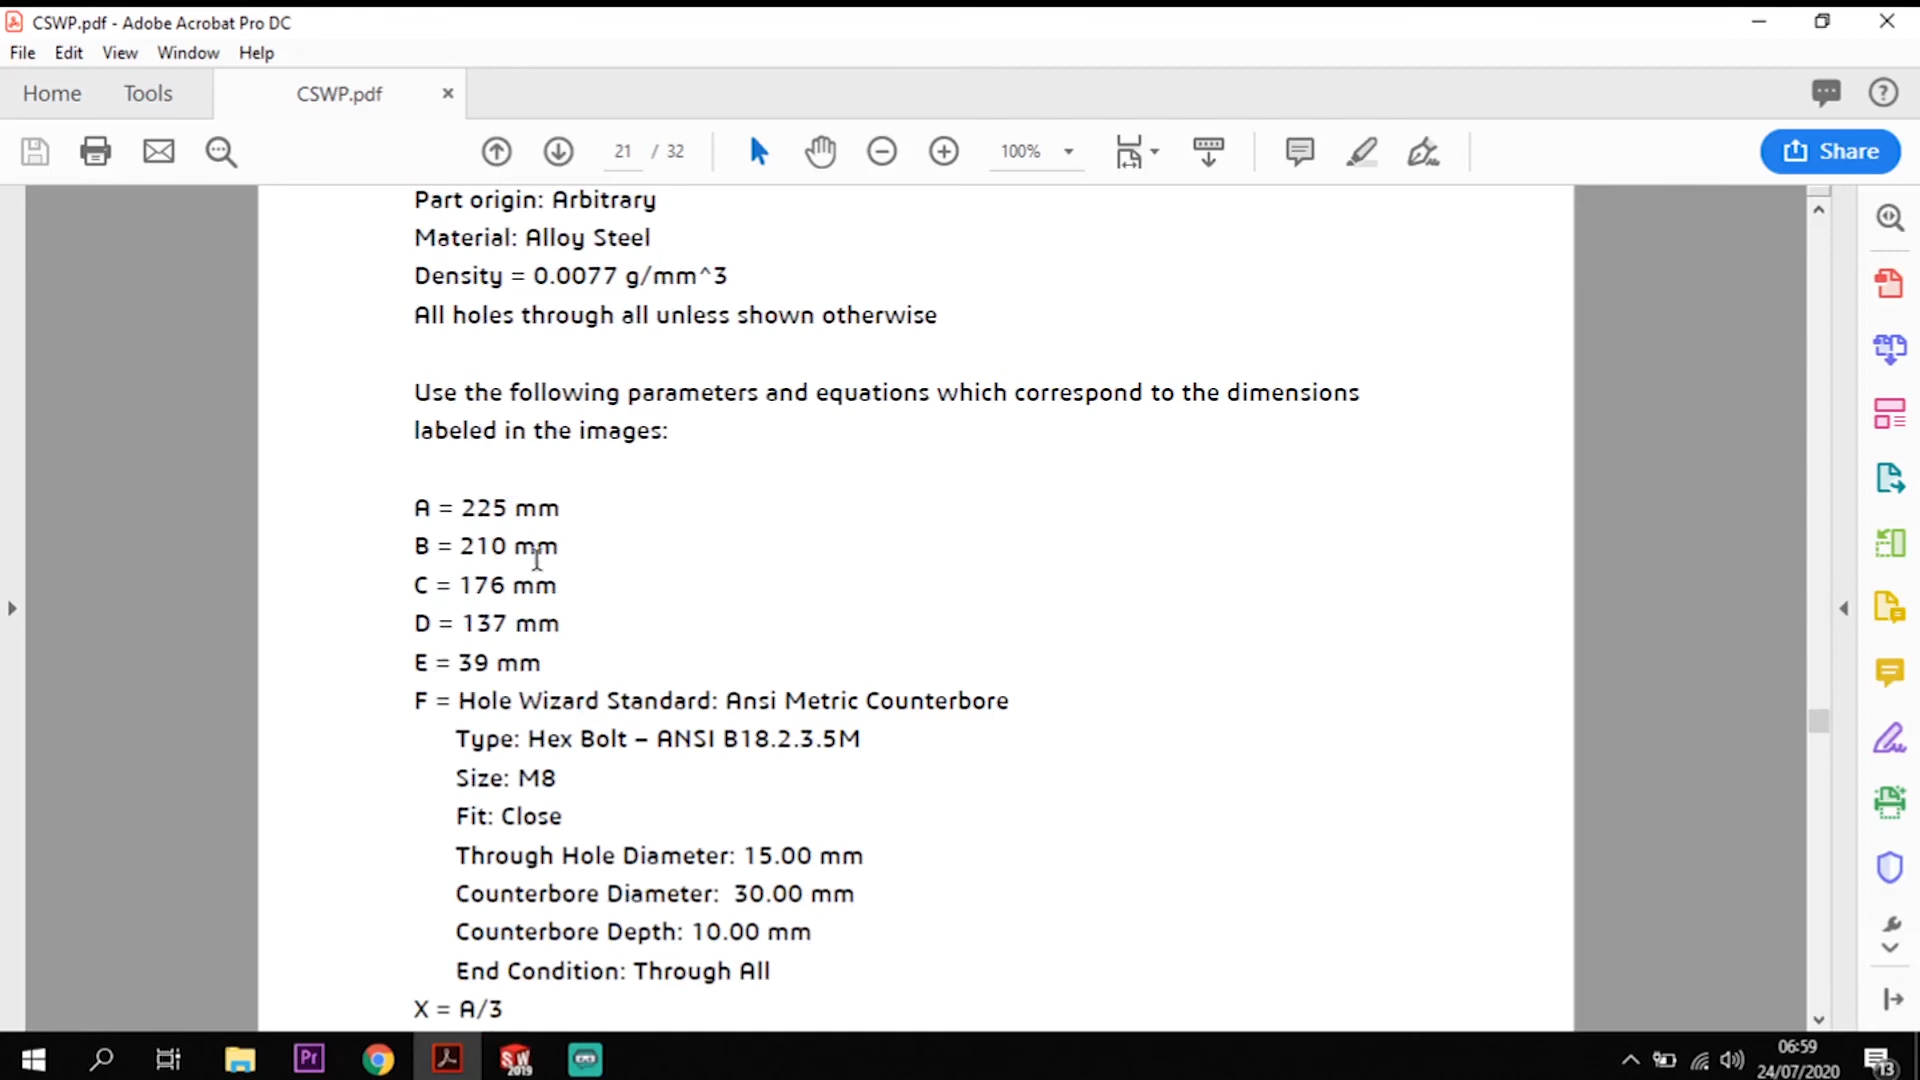 CSWP.pdf - Adobe Acrobat Pro DC
File Edit View Window Help
Home Tools CSWP.pdf
21 / 32 100% Share
Part origin: Arbitrary
Material: Alloy Steel
Density = 0.0077 g/mm^3
All holes through all unless shown otherwise
Use the following parameters and equations which correspond to the dimensions
labeled in the images:
A = 225 mm
B = 210 mm
C = 176 mm
D = 137 mm
E = 39 mm
F = Hole Wizard Standard: Ansi Metric Counterbore
Type: Hex Bolt – ANSI B18.2.3.5M
Size: M8
Fit: Close
Through Hole Diameter: 15.00 mm
Counterbore Diameter:  30.00 mm
Counterbore Depth: 10.00 mm
End Condition: Through All
X = A/3
Pr SW 2019
06:59
24/07/2020
13